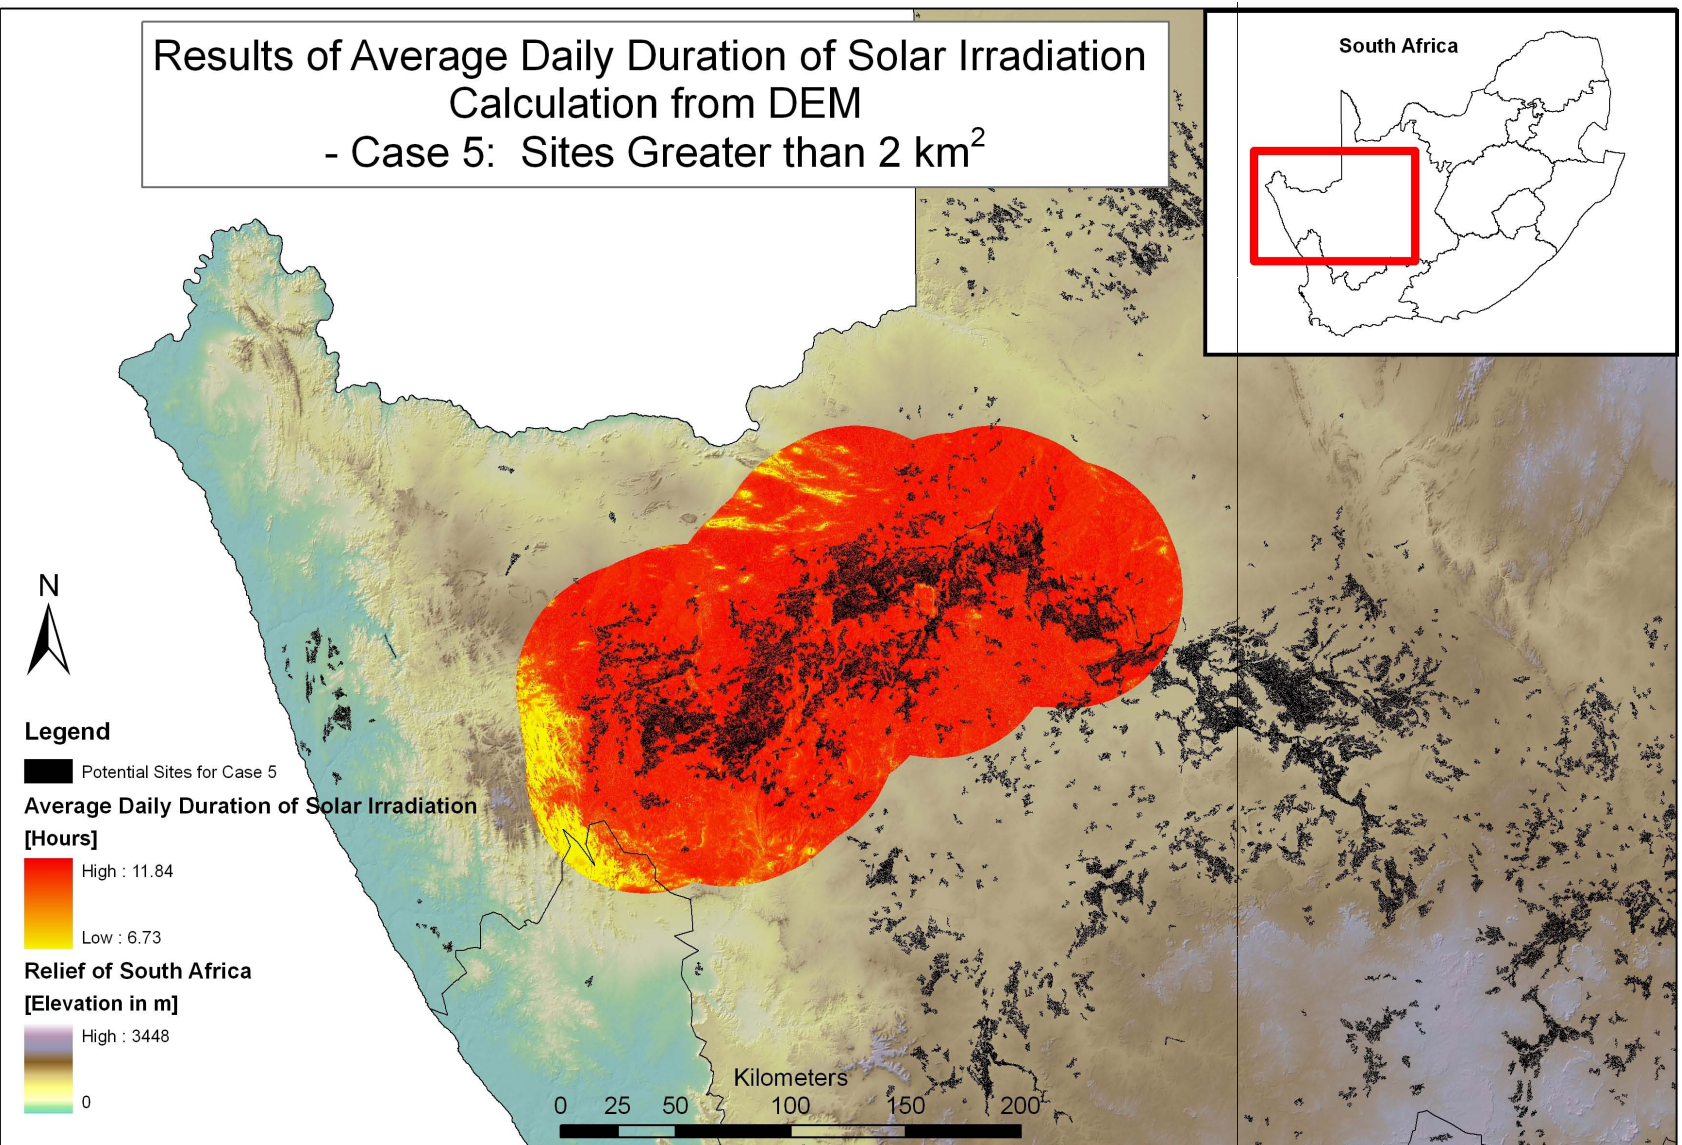 Results of Average Daily Duration of Solar Irradiation
Calculation from DEM
- Case 5: Sites Greater than 2 km²
South Africa
N
Legend
Potential Sites for Case 5
Average Daily Duration of Solar Irradiation
[Hours]
High : 11.84
Low : 6.73
Relief of South Africa
[Elevation in m]
High : 3448
0
Kilometers
0 25 50 100 150 200